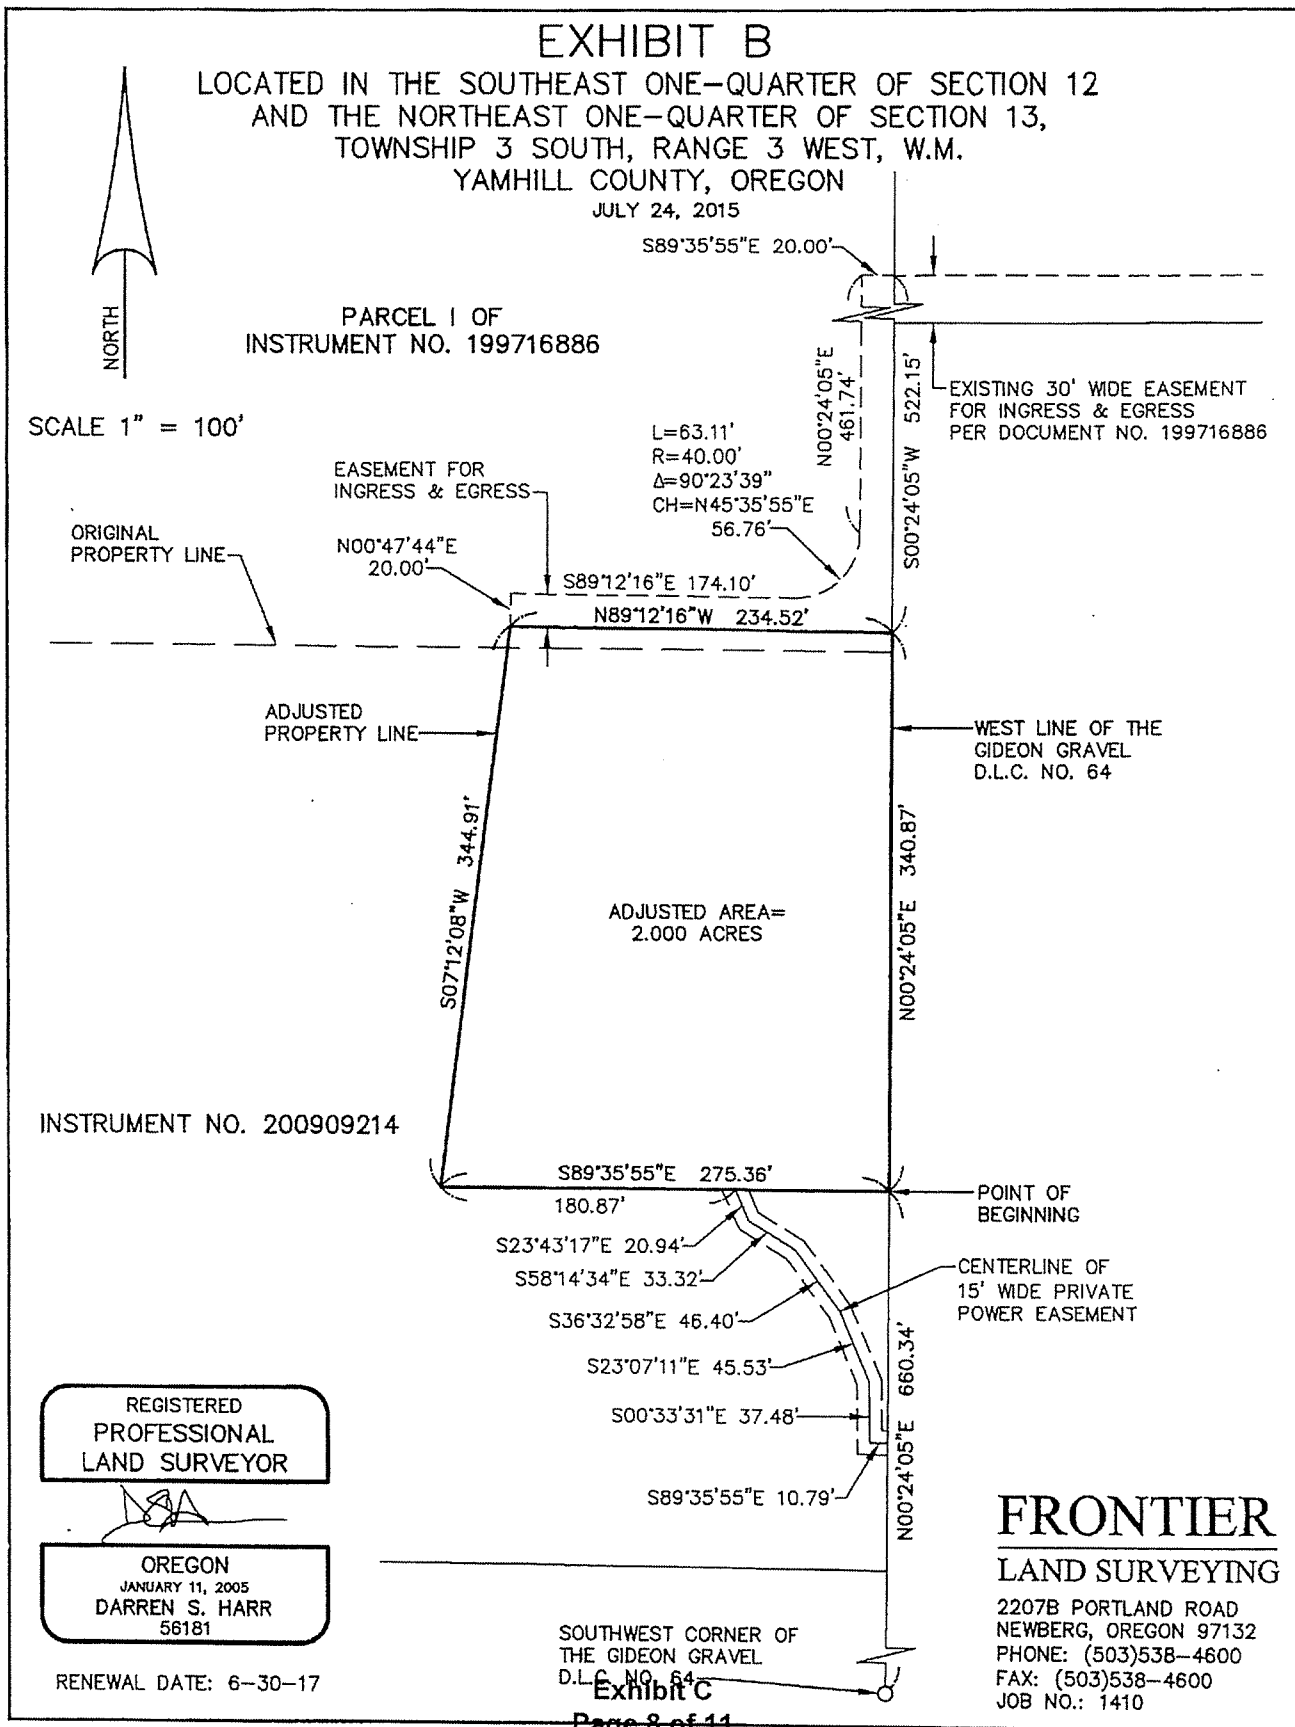 EXHIBIT B
LOCATED IN THE SOUTHEAST ONE-QUARTER OF SECTION 12
AND THE NORTHEAST ONE-QUARTER OF SECTION 13,
TOWNSHIP 3 SOUTH, RANGE 3 WEST, W.M.
YAMHILL COUNTY, OREGON
JULY 24, 2015
S89°35'55"E 20.00'
NORTH
PARCEL I OF
INSTRUMENT NO. 199716886
SCALE 1" = 100'
N00°24'05"E
461.74'
S00°24'05"W 522.15'
EXISTING 30' WIDE EASEMENT
FOR INGRESS & EGRESS
PER DOCUMENT NO. 199716886
L=63.11'
R=40.00'
Δ=90°23'39"
CH=N45°35'55"E
56.76'
EASEMENT FOR
INGRESS & EGRESS
ORIGINAL
PROPERTY LINE
N00°47'44"E
20.00'
S89°12'16"E 174.10'
N89°12'16"W 234.52'
ADJUSTED
PROPERTY LINE
WEST LINE OF THE
GIDEON GRAVEL
D.L.C. NO. 64
S07°12'08"W 344.91'
N00°24'05"E 340.87'
ADJUSTED AREA=
2.000 ACRES
INSTRUMENT NO. 200909214
S89°35'55"E 275.36'
180.87'
POINT OF
BEGINNING
S23°43'17"E 20.94'
S58°14'34"E 33.32'
S36°32'58"E 46.40'
S23°07'11"E 45.53'
S00°33'31"E 37.48'
S89°35'55"E 10.79'
CENTERLINE OF
15' WIDE PRIVATE
POWER EASEMENT
N00°24'05"E 660.34'
REGISTERED
PROFESSIONAL
LAND SURVEYOR
OREGON
JANUARY 11, 2005
DARREN S. HARR
56181
RENEWAL DATE: 6-30-17
SOUTHWEST CORNER OF
THE GIDEON GRAVEL
D.L.C. NO. 64
Exhibit C
Page 8 of 11
FRONTIER
LAND SURVEYING
2207B PORTLAND ROAD
NEWBERG, OREGON 97132
PHONE: (503)538-4600
FAX: (503)538-4600
JOB NO.: 1410